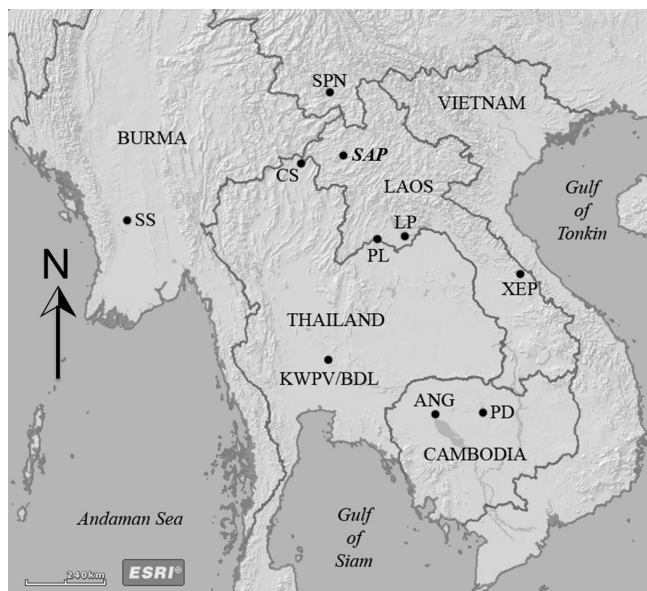 SPN
VIETNAM
BURMA
SAP
CS
LAOS
Gulf
of
Tonkin
SS
LP
PL
N
XEP
THAILAND
KWPV/BDL
ANG
PD
CAMBODIA
Andaman Sea
Gulf
of
Siam
240km
ESRI®